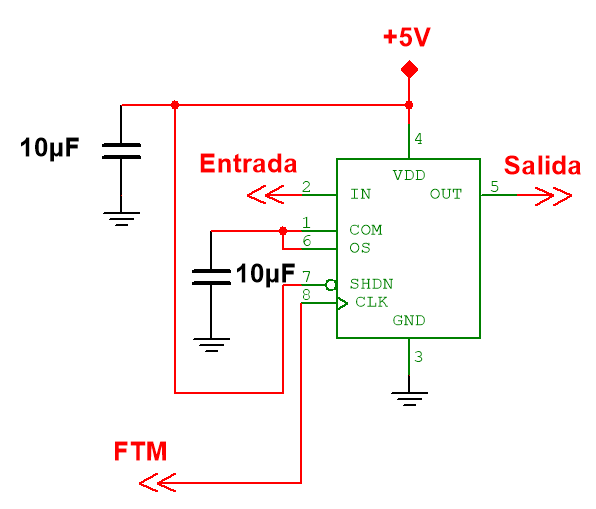 +5V
10µF
4
Entrada
VDD
Salida
2 IN OUT 5
1 COM
6 OS
10µF
7 SHDN
8 CLK
GND
3
FTM